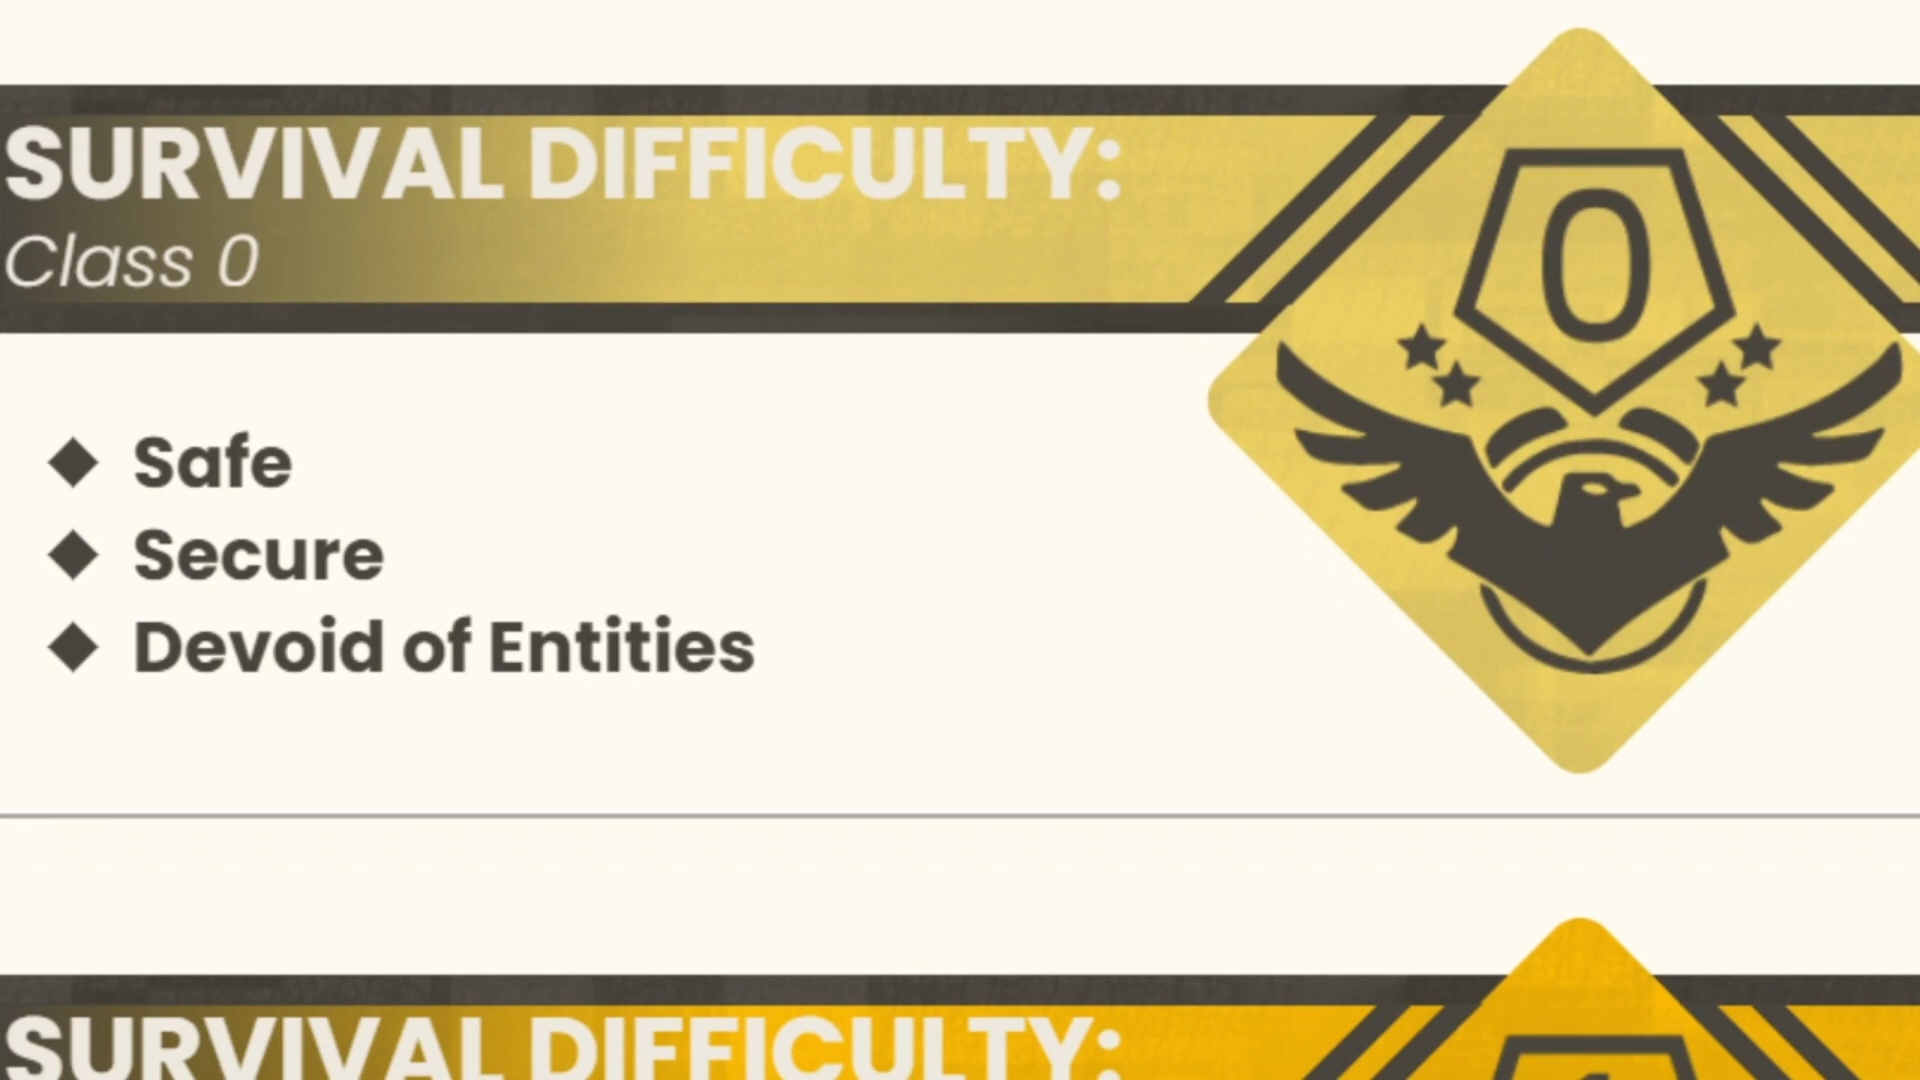 SURVIVAL DIFFICULTY:
Class 0
0
Safe
Secure
Devoid of Entities
SURVIVAL DIFFICULTY: